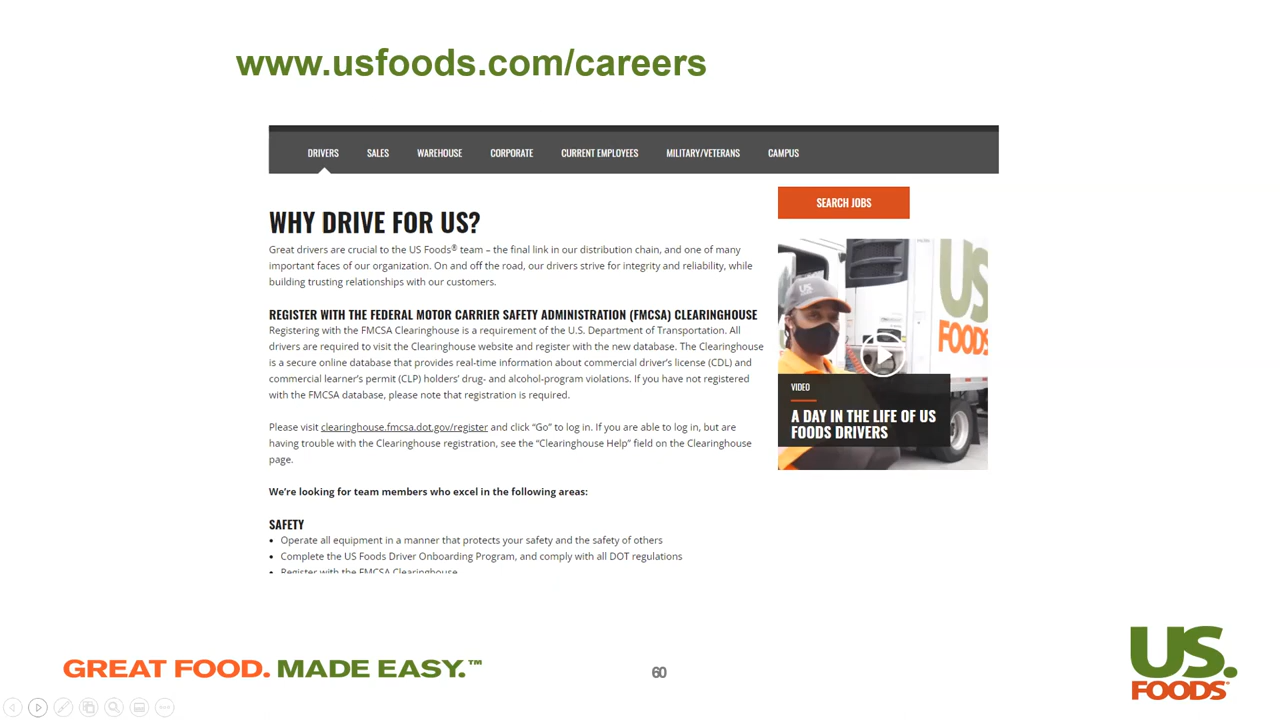 www.usfoods.com/careers
DRIVERS SALES WAREHOUSE CORPORATE CURRENT EMPLOYEES MILITARY/VETERANS CAMPUS
SEARCH JOBS
WHY DRIVE FOR US?
Great drivers are crucial to the US Foods® team – the final link in our distribution chain, and one of many
important faces of our organization. On and off the road, our drivers strive for integrity and reliability, while
building trusting relationships with our customers.
REGISTER WITH THE FEDERAL MOTOR CARRIER SAFETY ADMINISTRATION (FMCSA) CLEARINGHOUSE
Registering with the FMCSA Clearinghouse is a requirement of the U.S. Department of Transportation. All
drivers are required to visit the Clearinghouse website and register with the new database. The Clearinghouse
is a secure online database that provides real-time information about commercial driver's license (CDL) and
commercial learner's permit (CLP) holders' drug- and alcohol-program violations. If you have not registered
with the FMCSA database, please note that registration is required.
Please visit clearinghouse.fmcsa.dot.gov/register and click “Go” to log in. If you are able to log in, but are
having trouble with the Clearinghouse registration, see the “Clearinghouse Help” field on the Clearinghouse
page.
We're looking for team members who excel in the following areas:
SAFETY
• Operate all equipment in a manner that protects your safety and the safety of others
• Complete the US Foods Driver Onboarding Program, and comply with all DOT regulations
• Register with the FMCSA Clearinghouse
US
US
FOODS
VIDEO
A DAY IN THE LIFE OF US
FOODS DRIVERS
GREAT FOOD. MADE EASY.™
60
US.
FOODS™